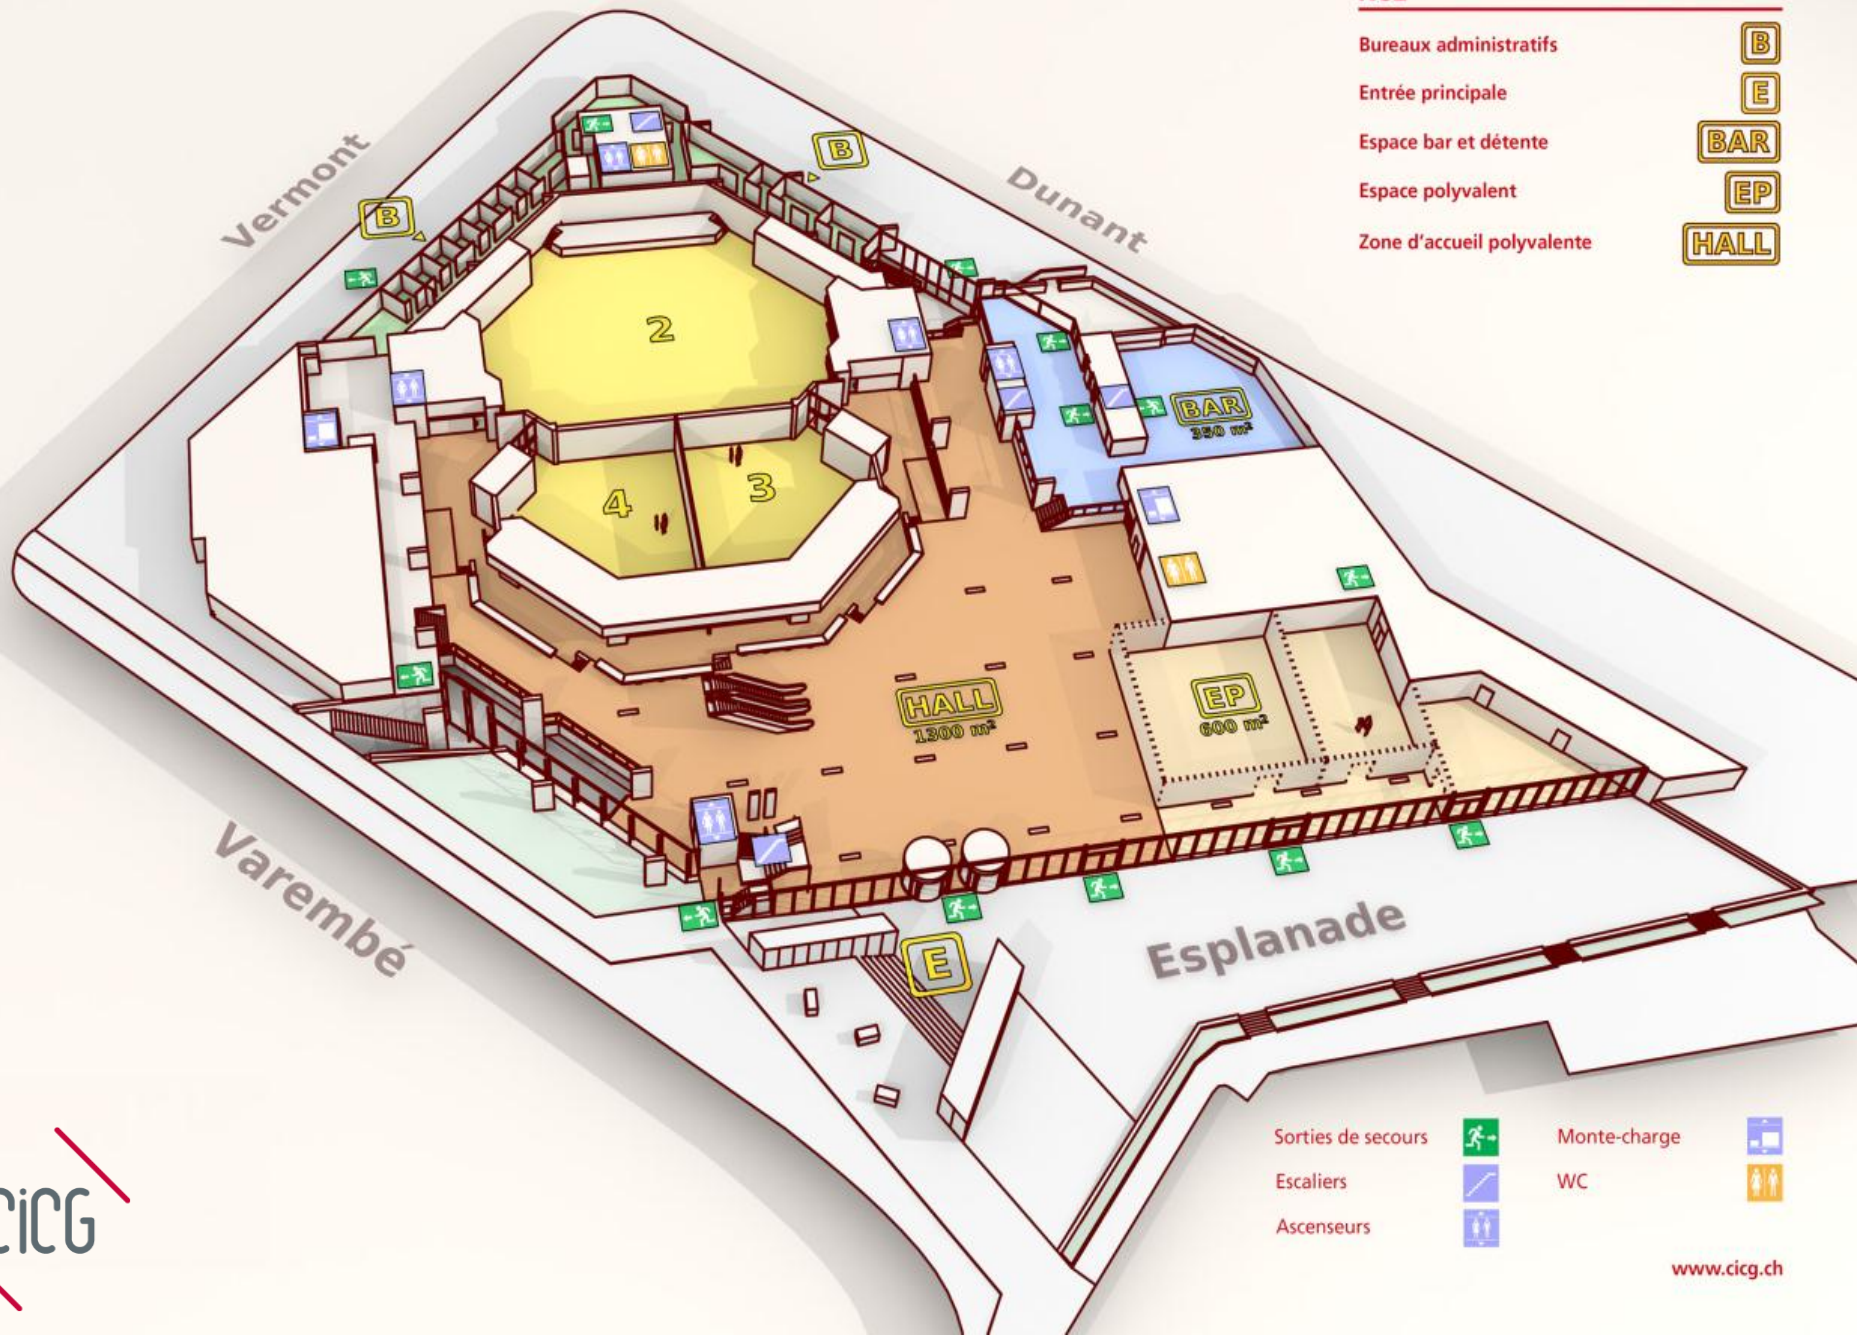 Bureaux administratifs B
Entrée principale E
Espace bar et détente BAR
Espace polyvalent EP
Zone d'accueil polyvalente HALL
Vermont
Dunant
B
B
2
BAR
350 m²
4
3
HALL
1300 m²
EP
600 m²
Varembé
E
Esplanade
Sorties de secours
Monte-charge
Escaliers
WC
Ascenseurs
CiCG
www.cicg.ch